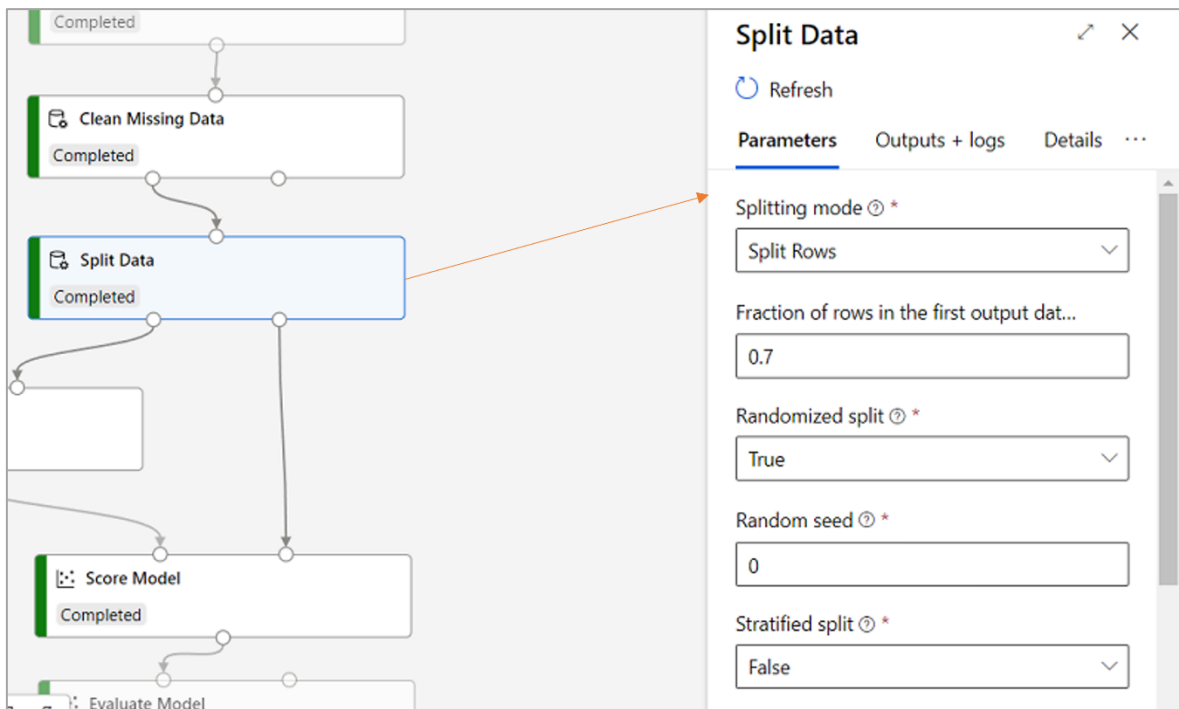 Completed
Clean Missing Data
Completed
Split Data
Completed
Score Model
Completed
Evaluate Model
Split Data
Refresh
Parameters Outputs + logs Details ...
Splitting mode *
Split Rows
Fraction of rows in the first output dat...
0.7
Randomized split *
True
Random seed *
0
Stratified split *
False